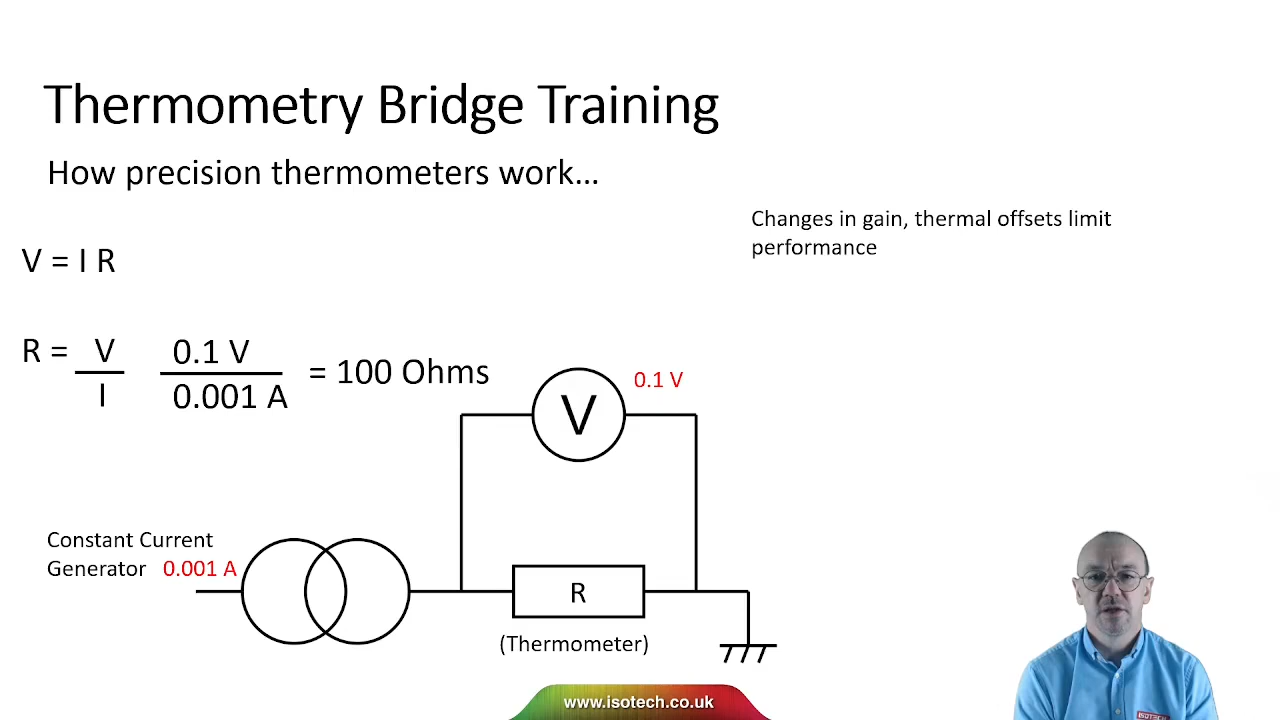 Thermometry Bridge Training
How precision thermometers work…
Changes in gain, thermal offsets limit
performance
V = I R
R = V
I
0.1 V
0.001 A
= 100 Ohms
V
0.1 V
Constant Current
Generator 0.001 A
R
(Thermometer)
www.isotech.co.uk
ISOTECH